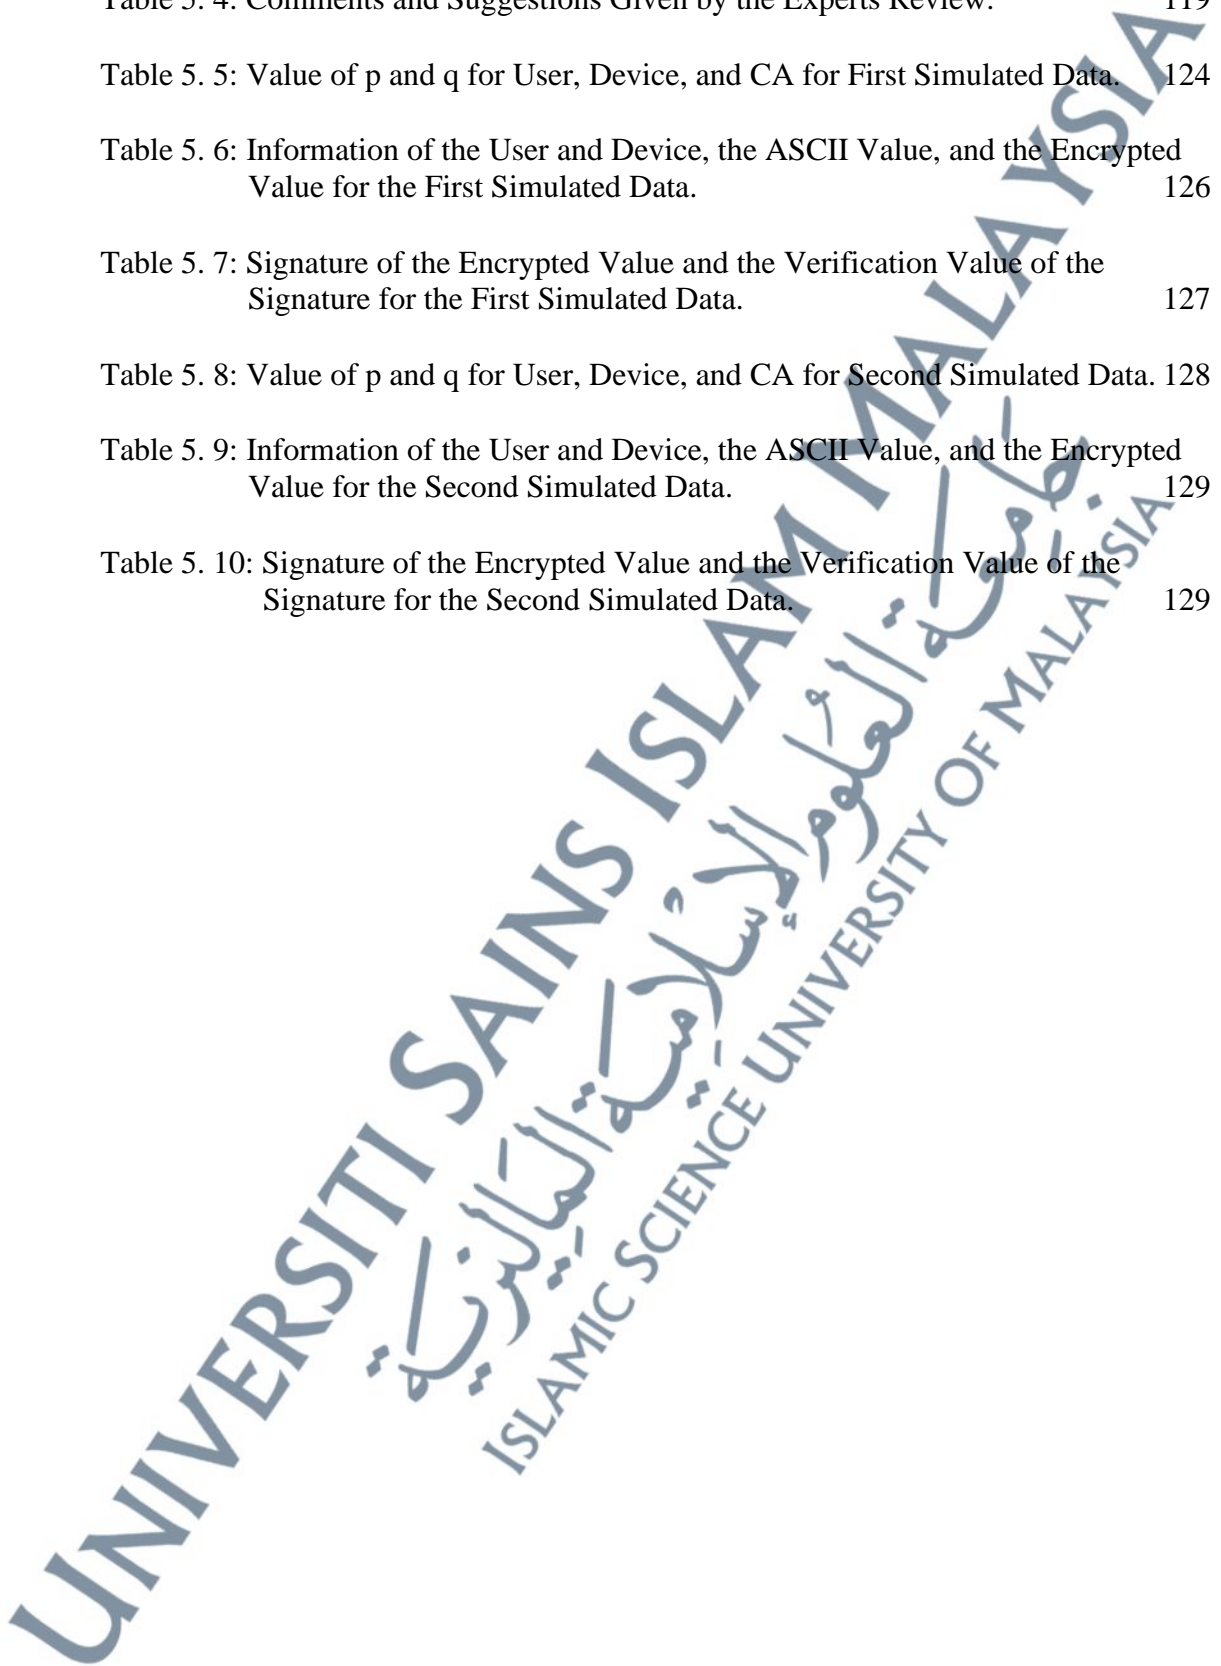 Table 5. 4: Comments and Suggestions Given by the Experts Review. 119
Table 5. 5: Value of p and q for User, Device, and CA for First Simulated Data. 124
Table 5. 6: Information of the User and Device, the ASCII Value, and the Encrypted
Value for the First Simulated Data. 126
Table 5. 7: Signature of the Encrypted Value and the Verification Value of the
Signature for the First Simulated Data. 127
Table 5. 8: Value of p and q for User, Device, and CA for Second Simulated Data. 128
Table 5. 9: Information of the User and Device, the ASCII Value, and the Encrypted
Value for the Second Simulated Data. 129
Table 5. 10: Signature of the Encrypted Value and the Verification Value of the
Signature for the Second Simulated Data. 129
UNIVERSITI SAINS ISLAM MALAYSIA
جامعة العلوم الإسلامية الماليزية
ISLAMIC SCIENCE UNIVERSITY OF MALAYSIA